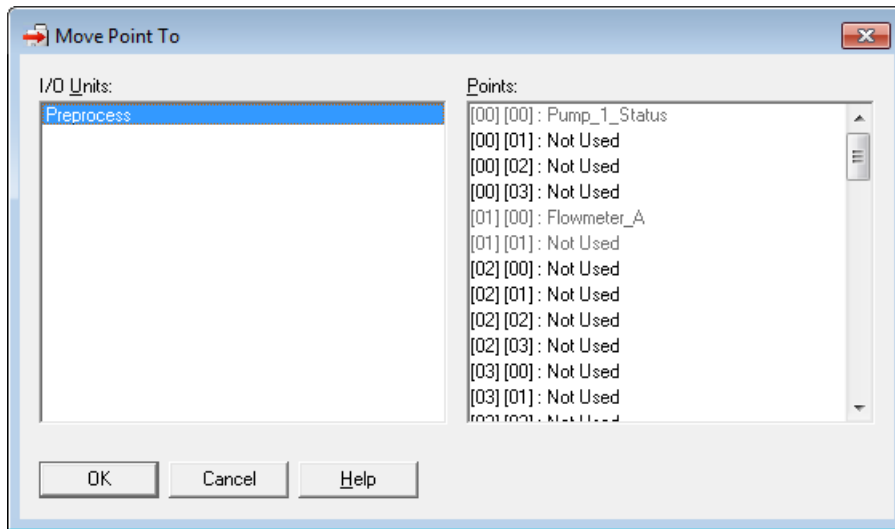 Move Point To
I/O Units:
Preprocess
Points:
[00] [00] : Pump_1_Status
[00] [01] : Not Used
[00] [02] : Not Used
[00] [03] : Not Used
[01] [00] : Flowmeter_A
[01] [01] : Not Used
[02] [00] : Not Used
[02] [01] : Not Used
[02] [02] : Not Used
[02] [03] : Not Used
[03] [00] : Not Used
[03] [01] : Not Used
OK
Cancel
Help